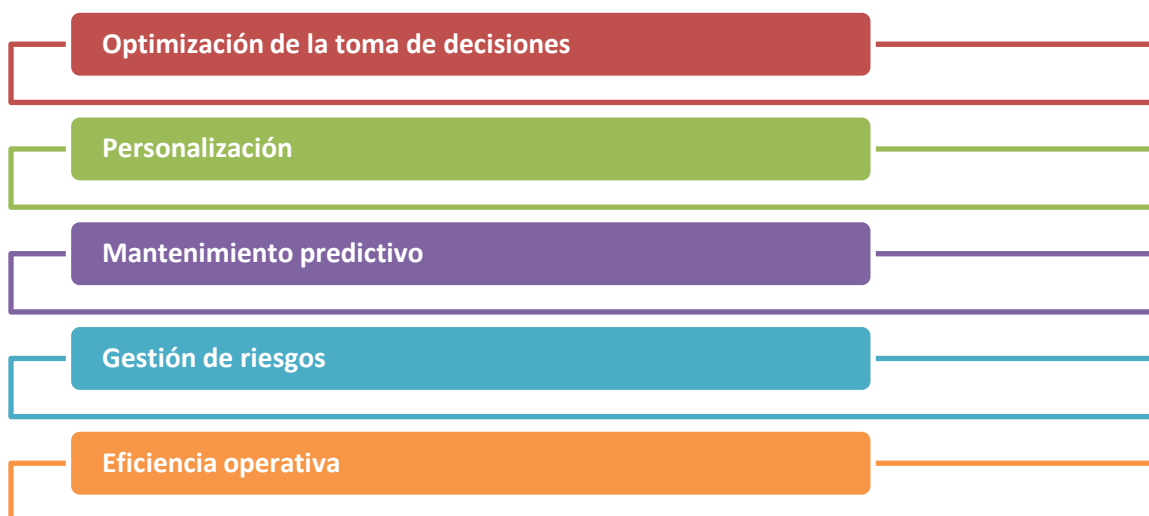 Optimización de la toma de decisiones
Personalización
Mantenimiento predictivo
Gestión de riesgos
Eficiencia operativa